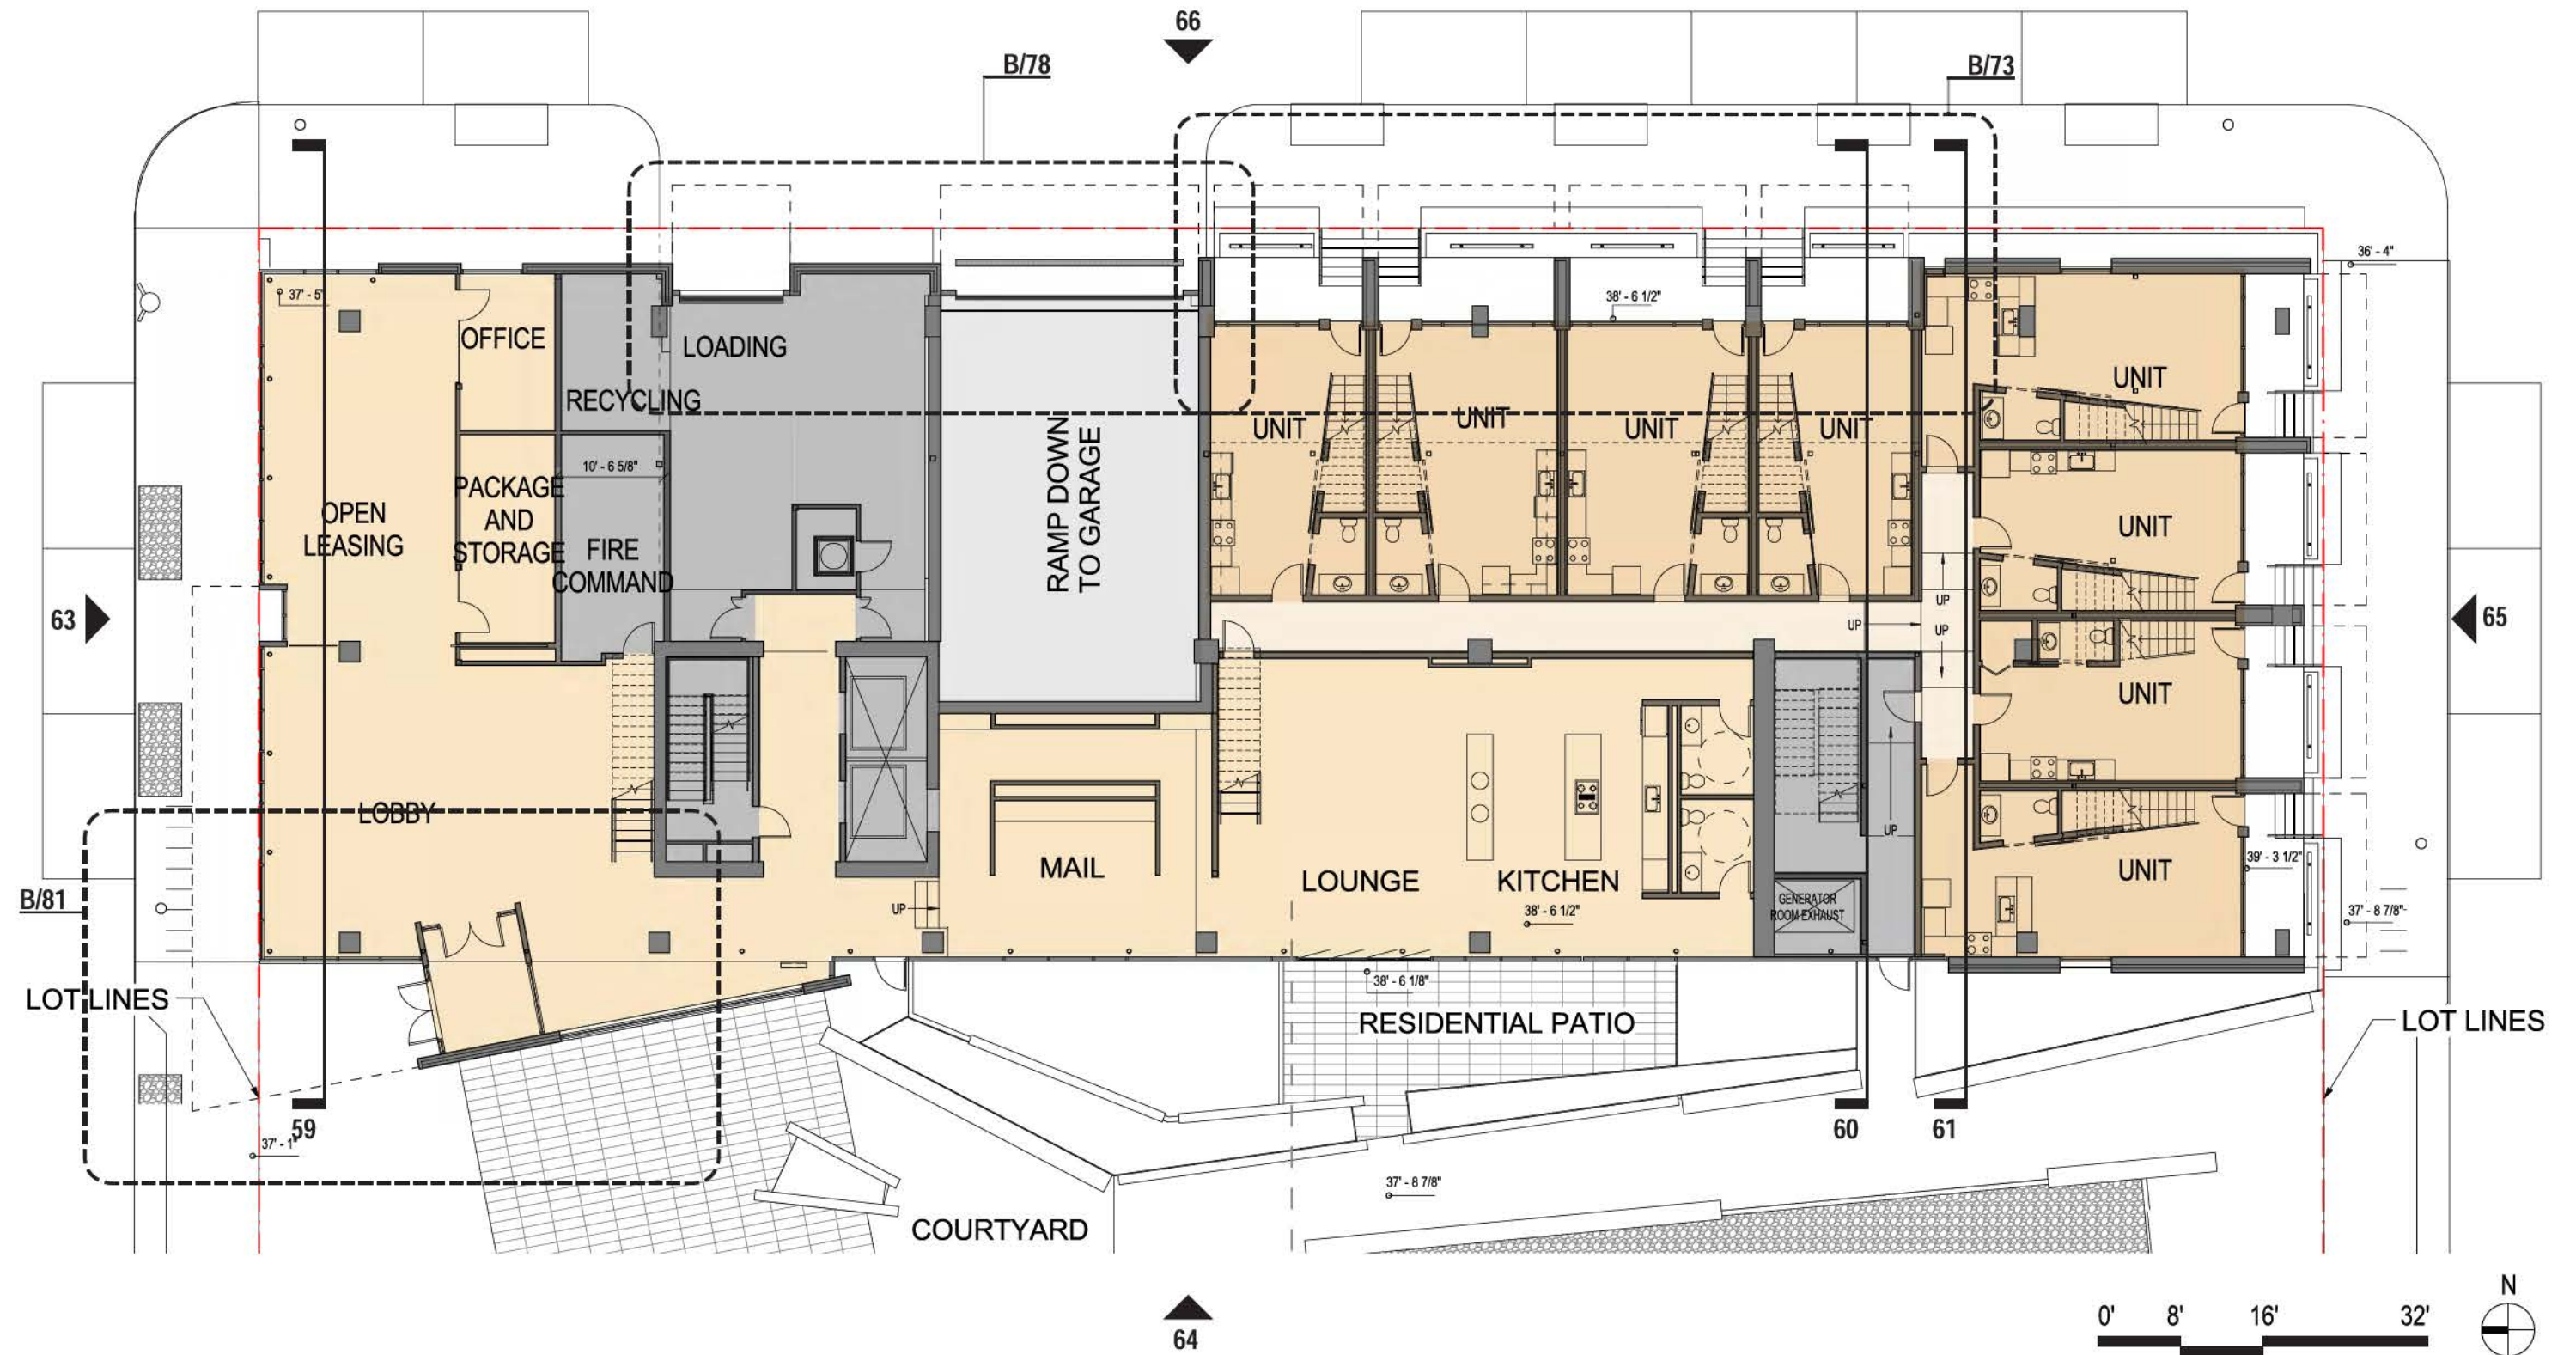 66
B/78
B/73
36' - 4"
37' - 5"
38' - 6 1/2"
OFFICE
LOADING
UNIT
RECYCLING
UNIT
UNIT
UNIT
UNIT
RAMP DOWN
TO GARAGE
10' - 6 5/8"
PACKAGE
AND
STORAGE
OPEN
LEASING
FIRE
COMMAND
UNIT
63
65
UP
UP
UP
UNIT
LOBBY
UP
MAIL
LOUNGE
KITCHEN
UNIT
39' - 3 1/2"
B/81
UP
38' - 6 1/2"
GENERATOR
ROOM EXHAUST
37' - 8 7/8"
LOT LINES
38' - 6 1/8"
RESIDENTIAL PATIO
LOT LINES
59
60
61
37' - 1"
37' - 8 7/8"
COURTYARD
64
N
0'
8'
16'
32'